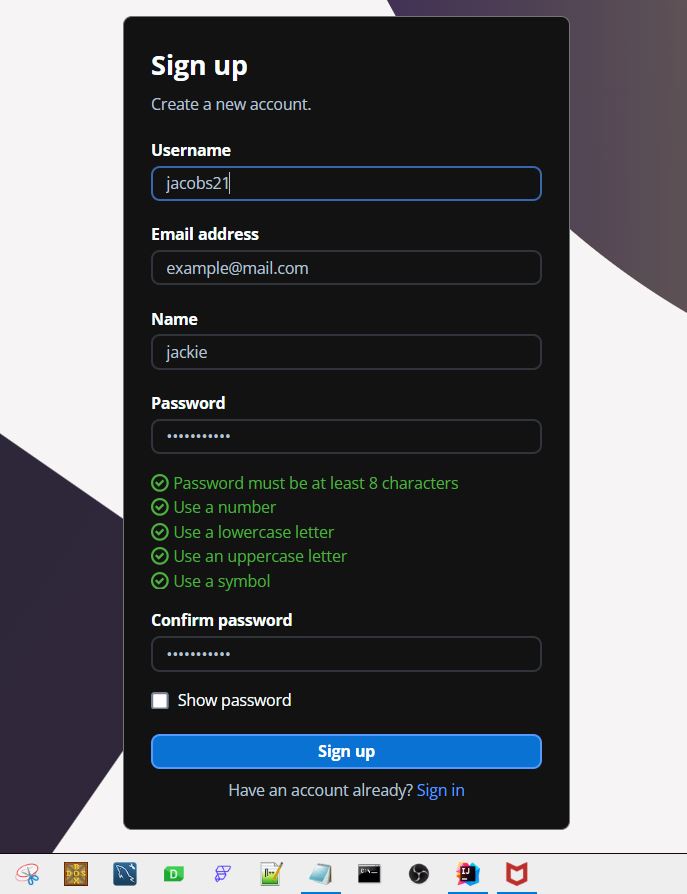 Sign up
Create a new account.
Username
jacobs21
Email address
example@mail.com
Name
jackie
Password
•••••••••••
Password must be at least 8 characters
Use a number
Use a lowercase letter
Use an uppercase letter
Use a symbol
Confirm password
•••••••••••
Show password
Sign up
Have an account already? Sign in